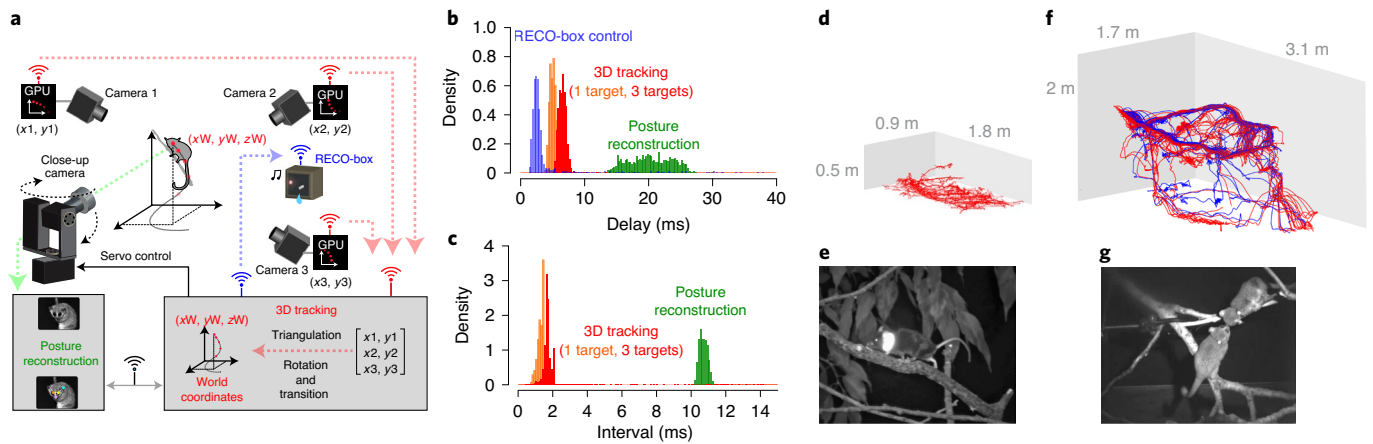 a
GPU
(x1, y1)
Camera 1
Camera 2
GPU
(x2, y2)
(xW, yW, zW)
Close-up
camera
RECO-box
♫
Camera 3
GPU
(x3, y3)
Servo control
Posture
reconstruction
(xW, yW, zW)
World
coordinates
3D tracking
Triangulation
Rotation
and
transition
x1, y1
x2, y2
x3, y3
b
Density
1.0
0.8
0.6
0.4
0.2
0
RECO-box control
3D tracking
(1 target, 3 targets)
Posture
reconstruction
0 10 20 30 40
Delay (ms)
c
Density
4
3
2
1
0
3D tracking
(1 target, 3 targets)
Posture
reconstruction
0 2 4 6 8 10 12 14
Interval (ms)
d
0.9 m
1.8 m
0.5 m
e
f
1.7 m
3.1 m
2 m
g